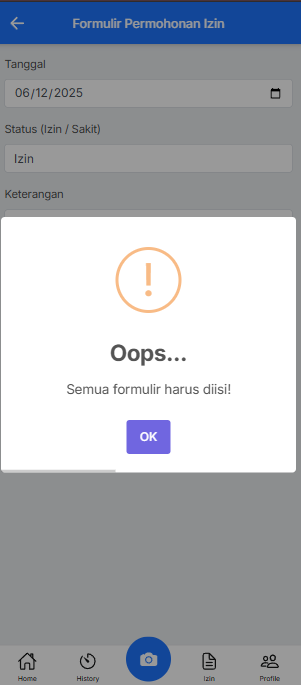 Formulir Permohonan Izin
Tanggal
06/12/2025
Status (Izin / Sakit)
Izin
Keterangan
Oops...
Semua formulir harus diisi!
OK
Home
History
Izin
Profile